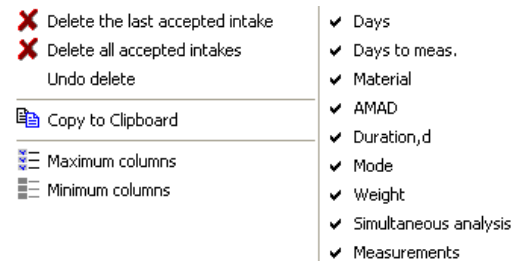 Delete the last accepted intake
Delete all accepted intakes
Undo delete
Copy to Clipboard
Maximum columns
Minimum columns
Days
Days to meas.
Material
AMAD
Duration,d
Mode
Weight
Simultaneous analysis
Measurements